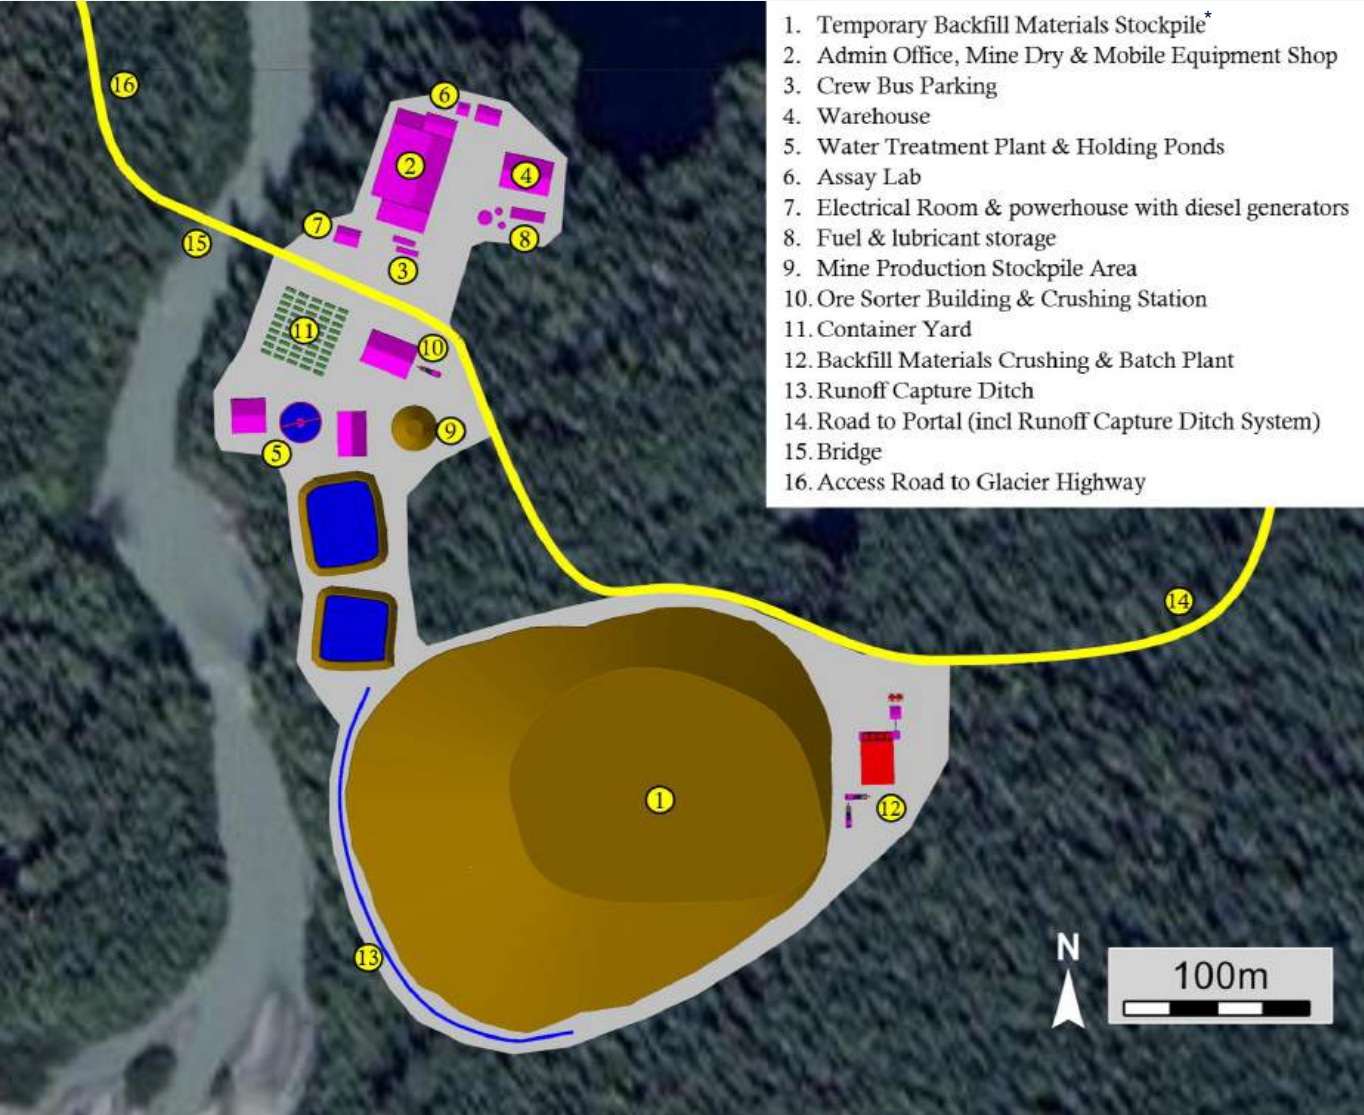 1. Temporary Backfill Materials Stockpile*
2. Admin Office, Mine Dry & Mobile Equipment Shop
3. Crew Bus Parking
4. Warehouse
5. Water Treatment Plant & Holding Ponds
6. Assay Lab
7. Electrical Room & powerhouse with diesel generators
8. Fuel & lubricant storage
9. Mine Production Stockpile Area
10. Ore Sorter Building & Crushing Station
11. Container Yard
12. Backfill Materials Crushing & Batch Plant
13. Runoff Capture Ditch
14. Road to Portal (incl Runoff Capture Ditch System)
15. Bridge
16. Access Road to Glacier Highway
16
6
2
4
7
15
8
3
11
10
9
5
14
1
12
13
N
100m